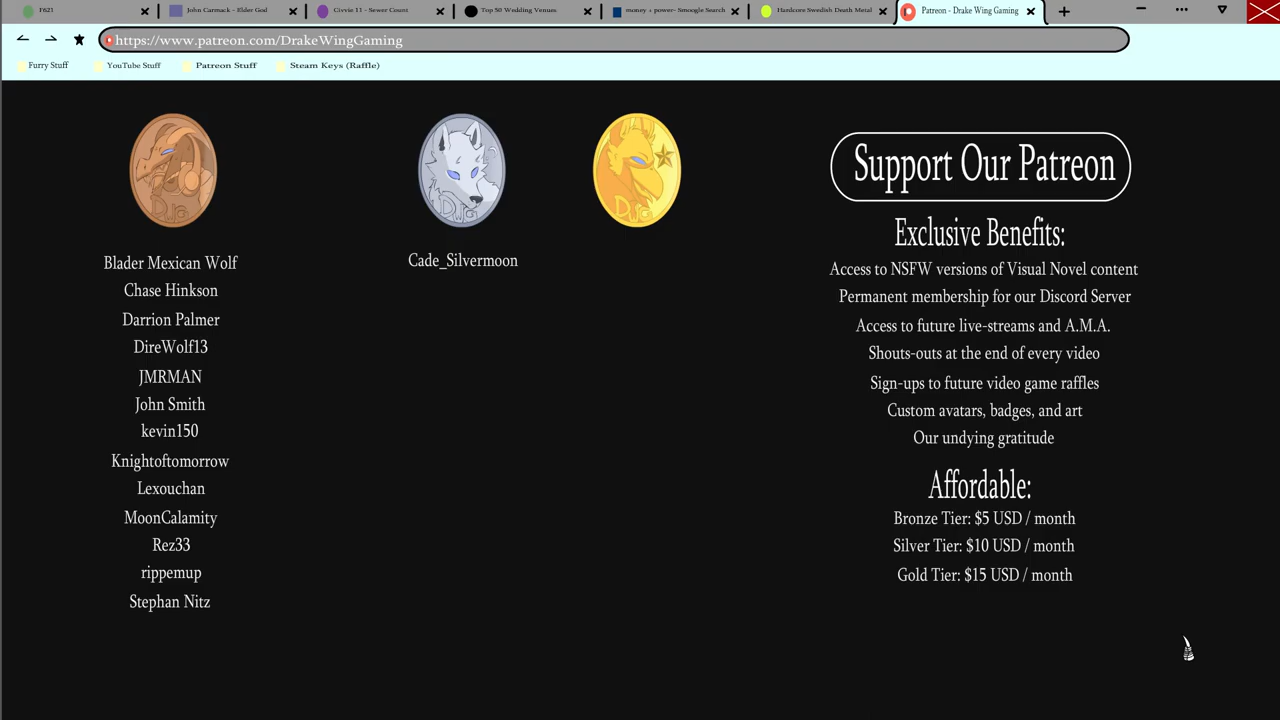 F621
John Carmack - Elder God
Civvie 11 - Sewer Count
Top 50 Wedding Venues
money + power- Smoogle Search
Hardcore Swedish Death Metal
Patreon - Drake Wing Gaming
https://www.patreon.com/DrakeWingGaming
Furry Stuff
YouTube Stuff
Patreon Stuff
Steam Keys (Raffle)
DWG
DWG
DWG
Blader Mexican Wolf
Chase Hinkson
Darrion Palmer
DireWolf13
JMRMAN
John Smith
kevin150
Knightoftomorrow
Lexouchan
MoonCalamity
Rez33
rippemup
Stephan Nitz
Cade_Silvermoon
Support Our Patreon
Exclusive Benefits:
Access to NSFW versions of Visual Novel content
Permanent membership for our Discord Server
Access to future live-streams and A.M.A.
Shouts-outs at the end of every video
Sign-ups to future video game raffles
Custom avatars, badges, and art
Our undying gratitude
Affordable:
Bronze Tier: $5 USD / month
Silver Tier: $10 USD / month
Gold Tier: $15 USD / month